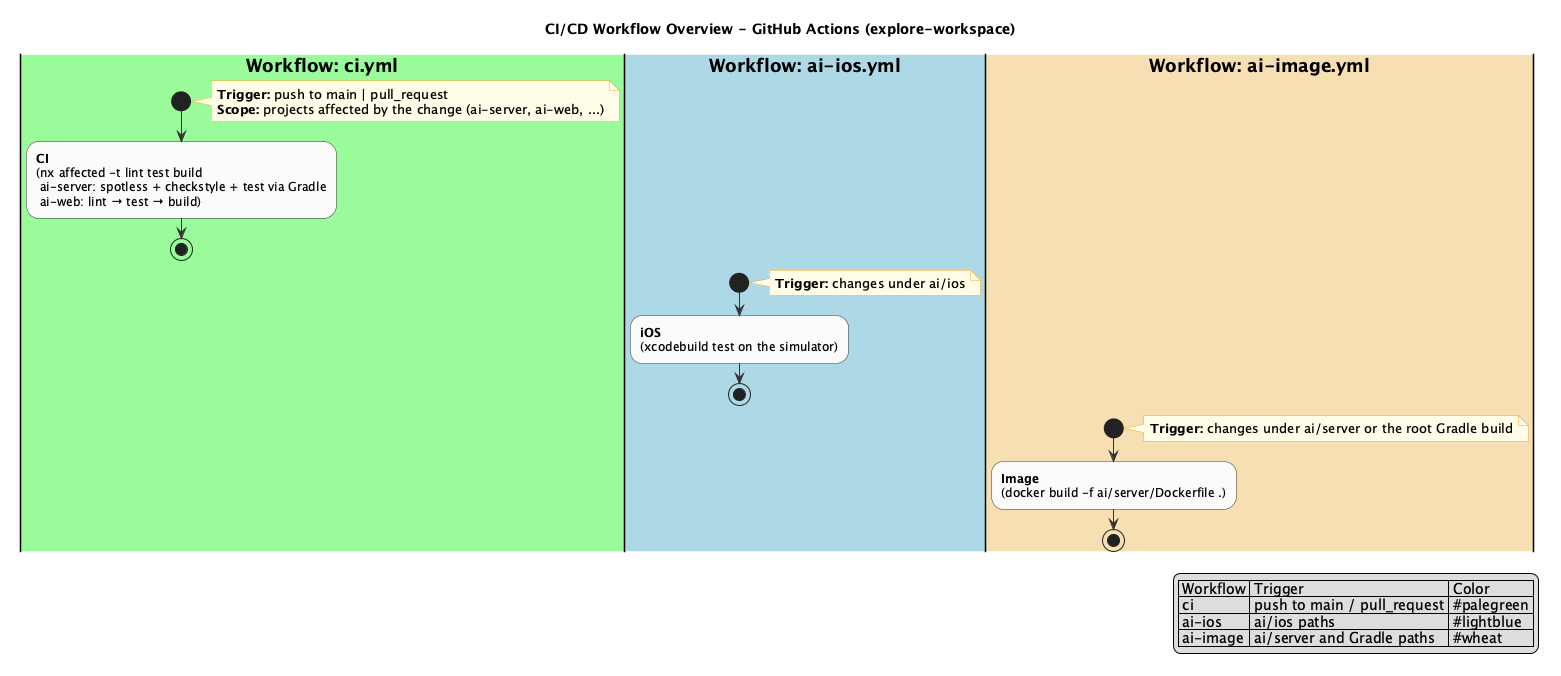 CI/CD Workflow Overview - GitHub Actions (explore-workspace)
Workflow: ci.yml
Trigger: push to main | pull_request
Scope: projects affected by the change (ai-server, ai-web, ...)
CI
(nx affected -t lint test build
ai-server: spotless + checkstyle + test via Gradle
ai-web: lint → test → build)
Workflow: ai-ios.yml
Trigger: changes under ai/ios
iOS
(xcodebuild test on the simulator)
Workflow: ai-image.yml
Trigger: changes under ai/server or the root Gradle build
Image
(docker build -f ai/server/Dockerfile .)
Workflow Trigger Color
ci push to main / pull_request #palegreen
ai-ios ai/ios paths #lightblue
ai-image ai/server and Gradle paths #wheat